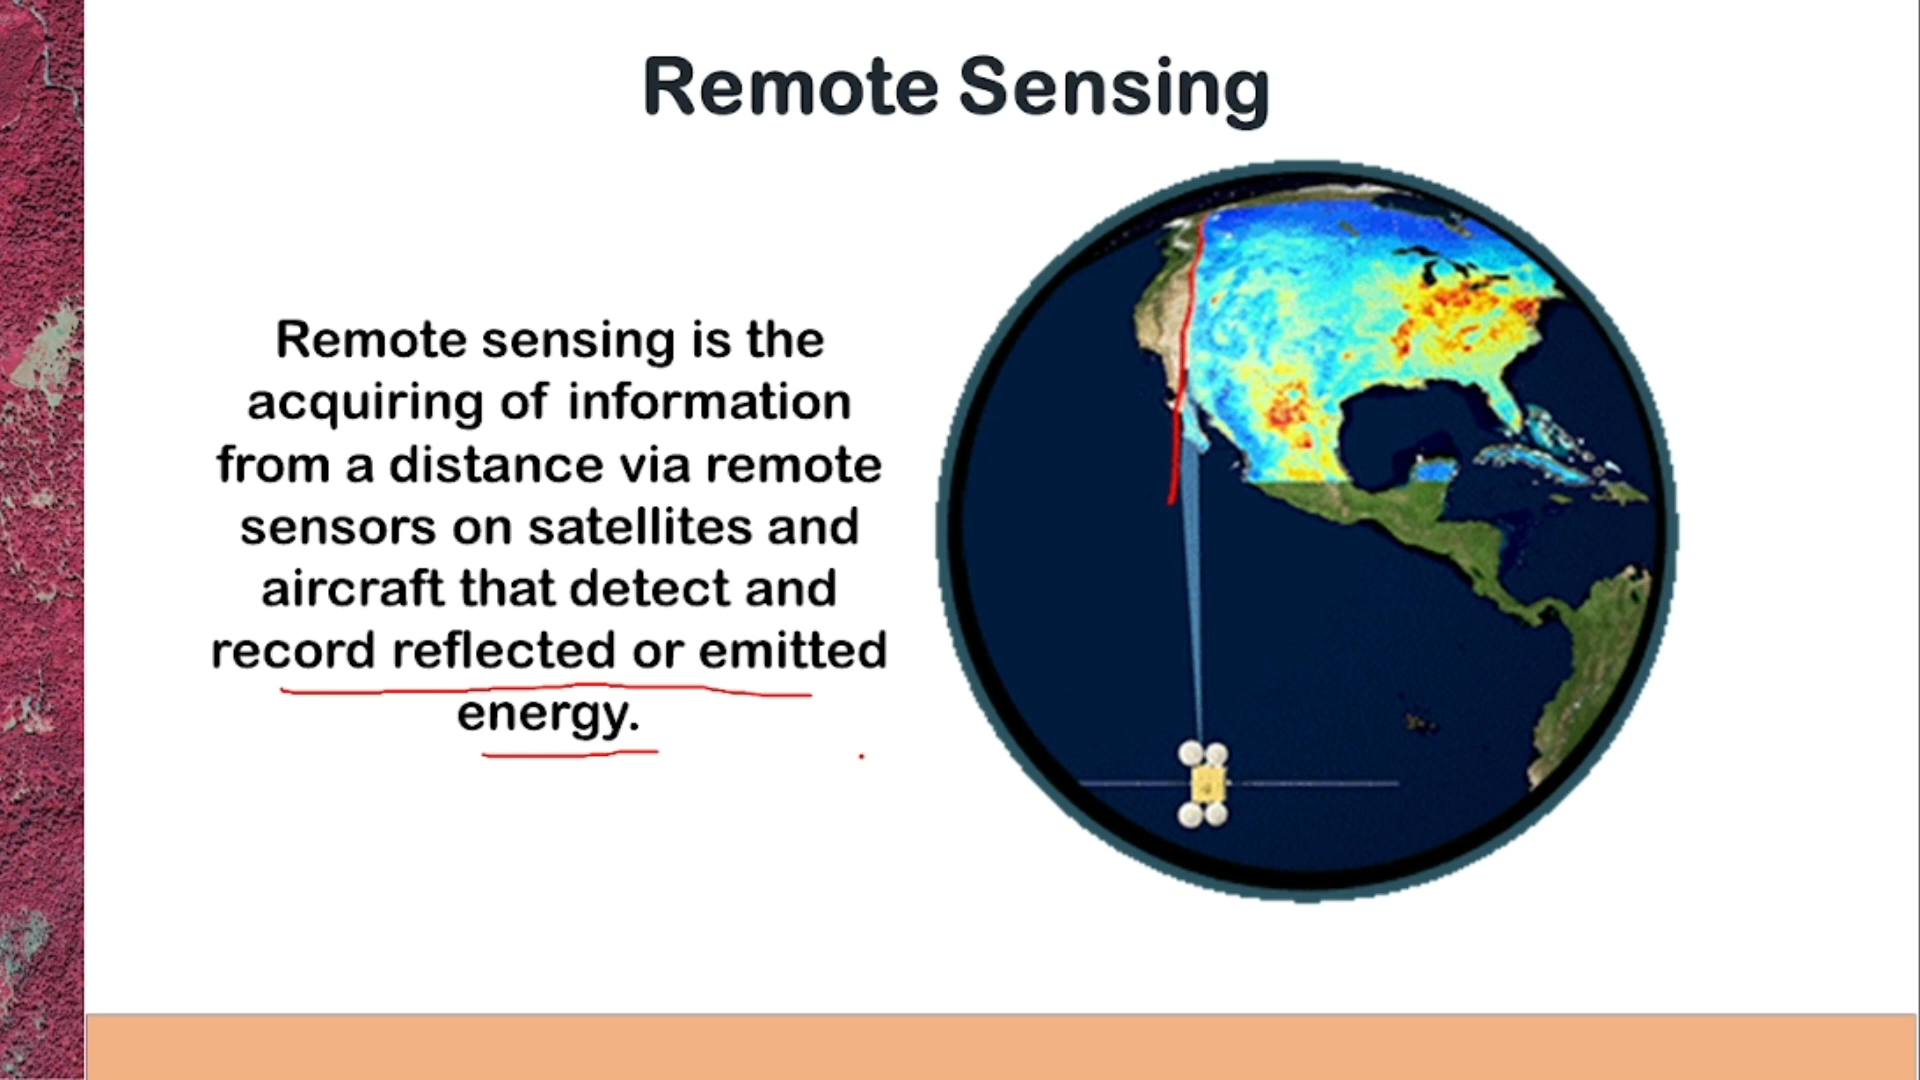 Remote Sensing
Remote sensing is the
acquiring of information
from a distance via remote
sensors on satellites and
aircraft that detect and
record reflected or emitted
energy.